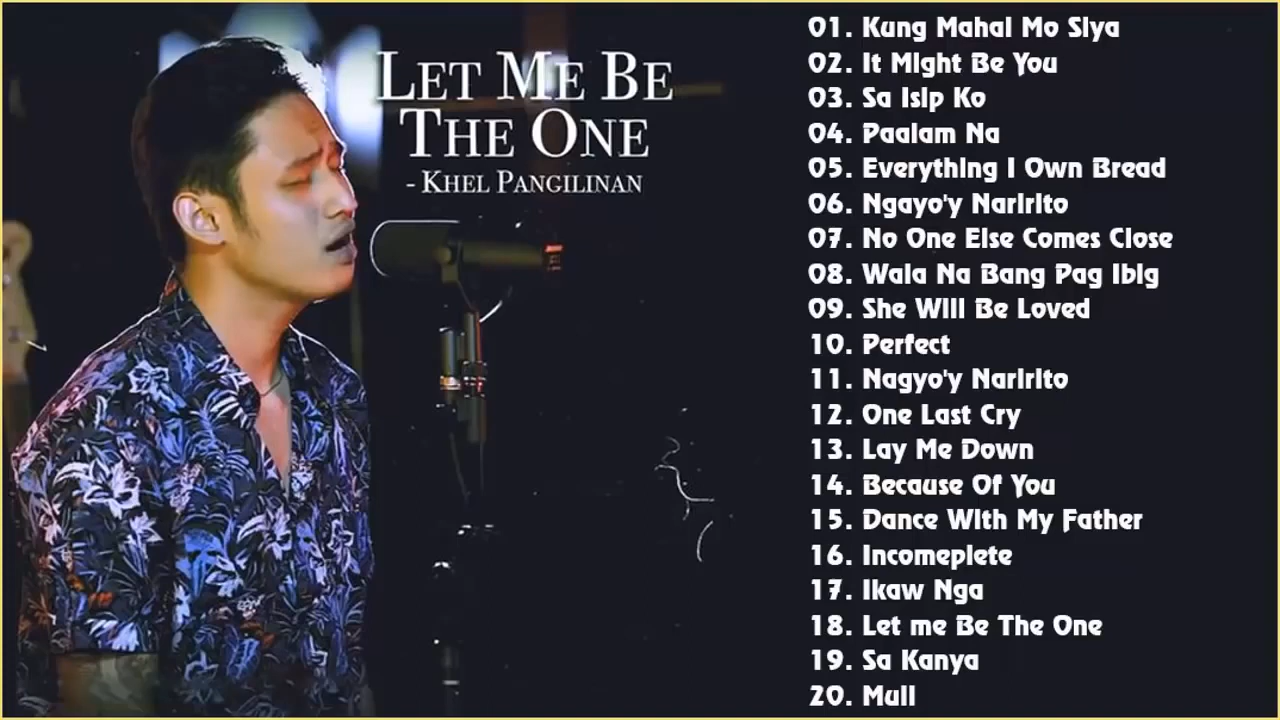 LET ME BE
THE ONE
- KHEL PANGILINAN
01. Kung Mahal Mo Siya
02. It Might Be You
03. Sa Isip Ko
04. Paalam Na
05. Everything I Own Bread
06. Ngayo'y Naririto
07. No One Else Comes Close
08. Wala Na Bang Pag Ibig
09. She Will Be Loved
10. Perfect
11. Nagyo'y Naririto
12. One Last Cry
13. Lay Me Down
14. Because Of You
15. Dance With My Father
16. Incomeplete
17. Ikaw Nga
18. Let me Be The One
19. Sa Kanya
20. Mull